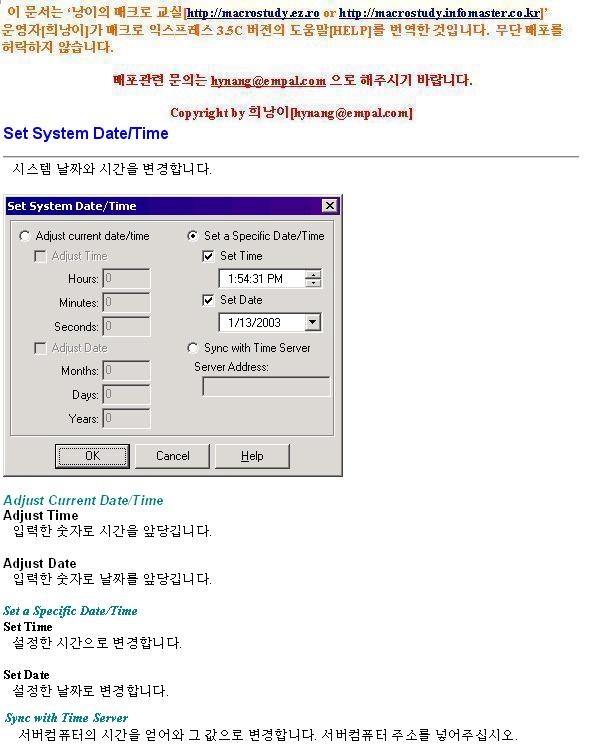 이 문서는 '낭이의 매크로 교실[http://macrostudy.ez.ro or http://macrostudy.infomaster.co.kr]'
운영자[희낭이]가 매크로 익스프레스 3.5C 버젼의 도움말[HELP]를 번역한 것입니다. 무단 배포를
허락하지 않습니다.
배포관련 문의는 hynang@empal.com 으로 해주시기 바랍니다.
Copyright by 희낭이[hynang@empal.com]
Set System Date/Time
시스템 날짜와 시간을 변경합니다.
Set System Date/Time
Adjust current date/time
Set a Specific Date/Time
Adjust Time
Set Time
Hours: 0
1:54:31 PM
Minutes: 0
Set Date
Seconds: 0
1/13/2003
Adjust Date
Sync with Time Server
Months: 0
Server Address:
Days: 0
Years: 0
OK
Cancel
Help
Adjust Current Date/Time
Adjust Time
입력한 숫자로 시간을 앞당깁니다.
Adjust Date
입력한 숫자로 날짜를 앞당깁니다.
Set a Specific Date/Time
Set Time
설정한 시간으로 변경합니다.
Set Date
설정한 날짜로 변경합니다.
Sync with Time Server
서버컴퓨터의 시간을 얻어와 그 값으로 변경합니다. 서버컴퓨터 주소를 넣어주십시오.